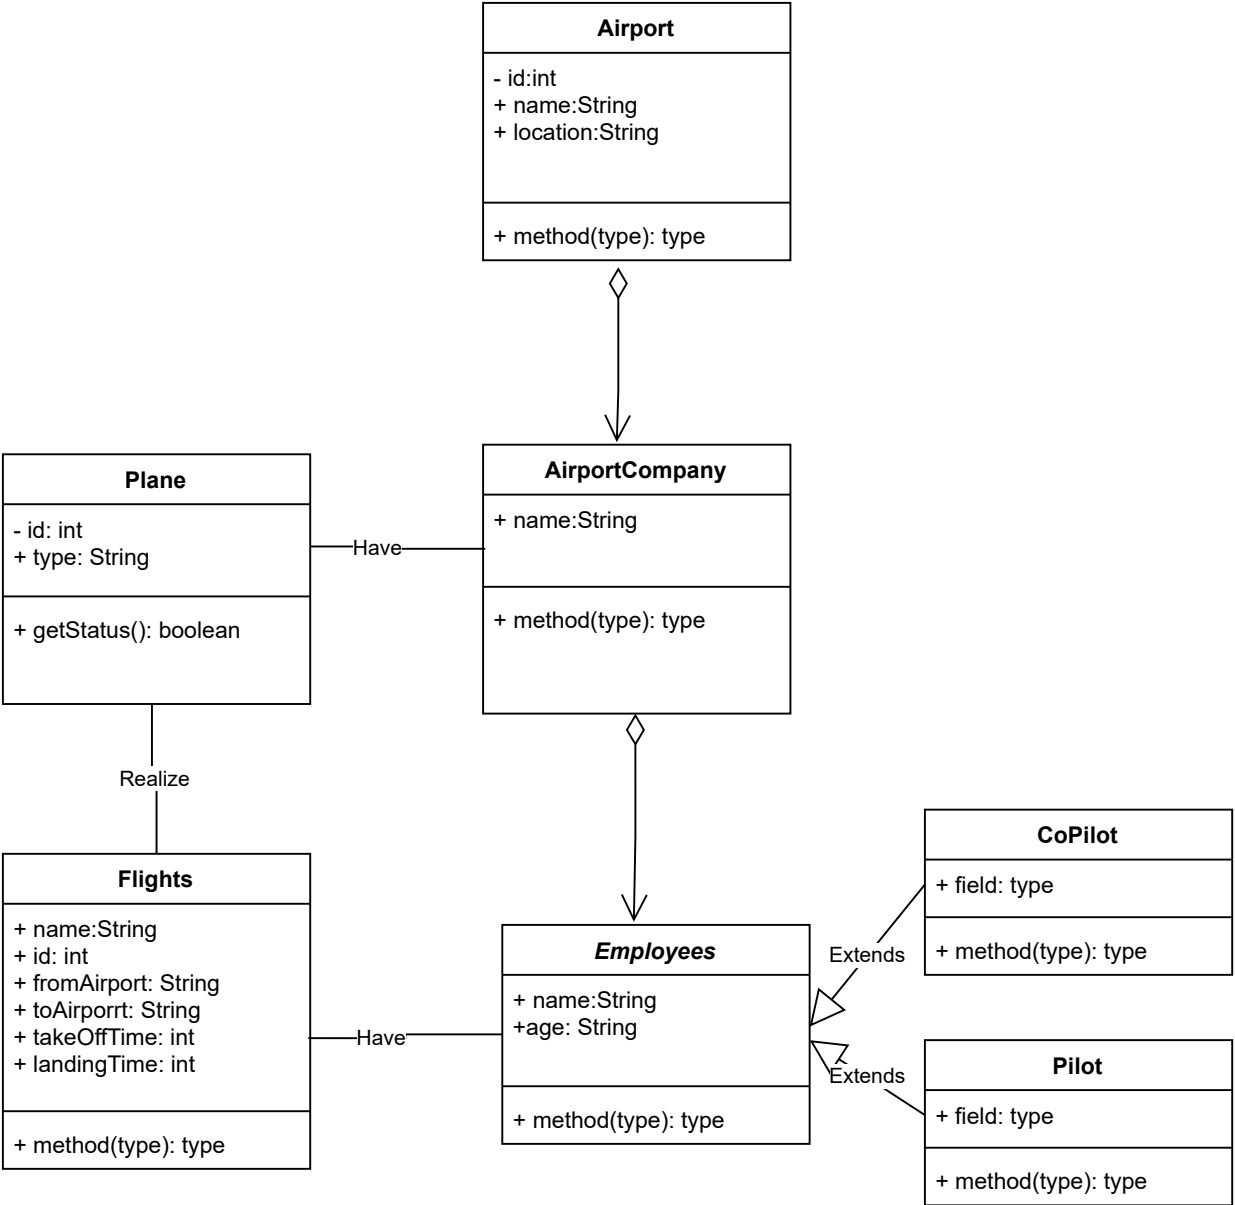 Airport
- id:int
+ name:String
+ location:String
+ method(type): type
AirportCompany
+ name:String
+ method(type): type
Plane
- id: int
+ type: String
+ getStatus(): boolean
Have
Realize
Flights
+ name:String
+ id: int
+ fromAirport: String
+ toAirporrt: String
+ takeOffTime: int
+ landingTime: int
+ method(type): type
Have
Employees
+ name:String
+age: String
+ method(type): type
Extends
Extends
CoPilot
+ field: type
+ method(type): type
Pilot
+ field: type
+ method(type): type